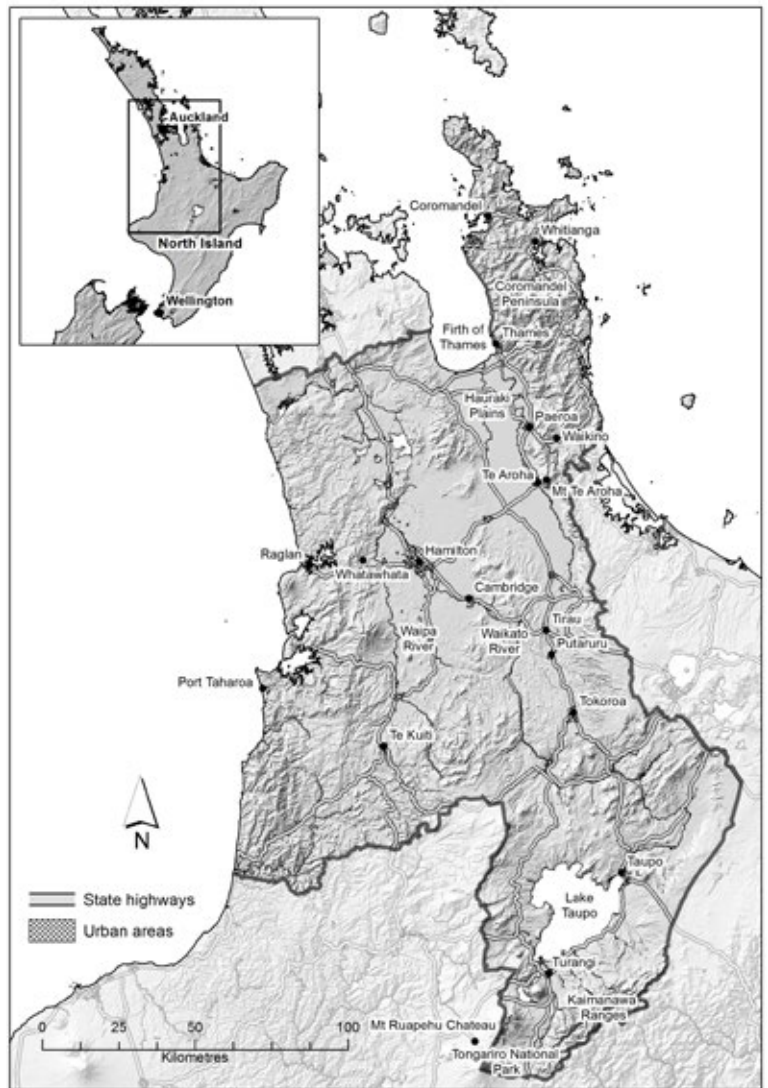 Auckland
North Island
Wellington
Coromandel
Whitianga
Coromandel
Peninsula
Firth of
Thames
Thames
Hauraki
Plains
Paeroa
Waikino
Te Aroha
Mt Te Aroha
Raglan
Hamilton
Whatawhata
Cambridge
Waipa
River
Waikato
River
Tirau
Putaruru
Port Taharoa
Tokoroa
Te Kuiti
N
Taupo
Lake
Taupo
State highways
Urban areas
Turangi
Kaimanawa
Ranges
0 25 50 100
Kilometres
Mt Ruapehu Chateau
Tongariro National
Park